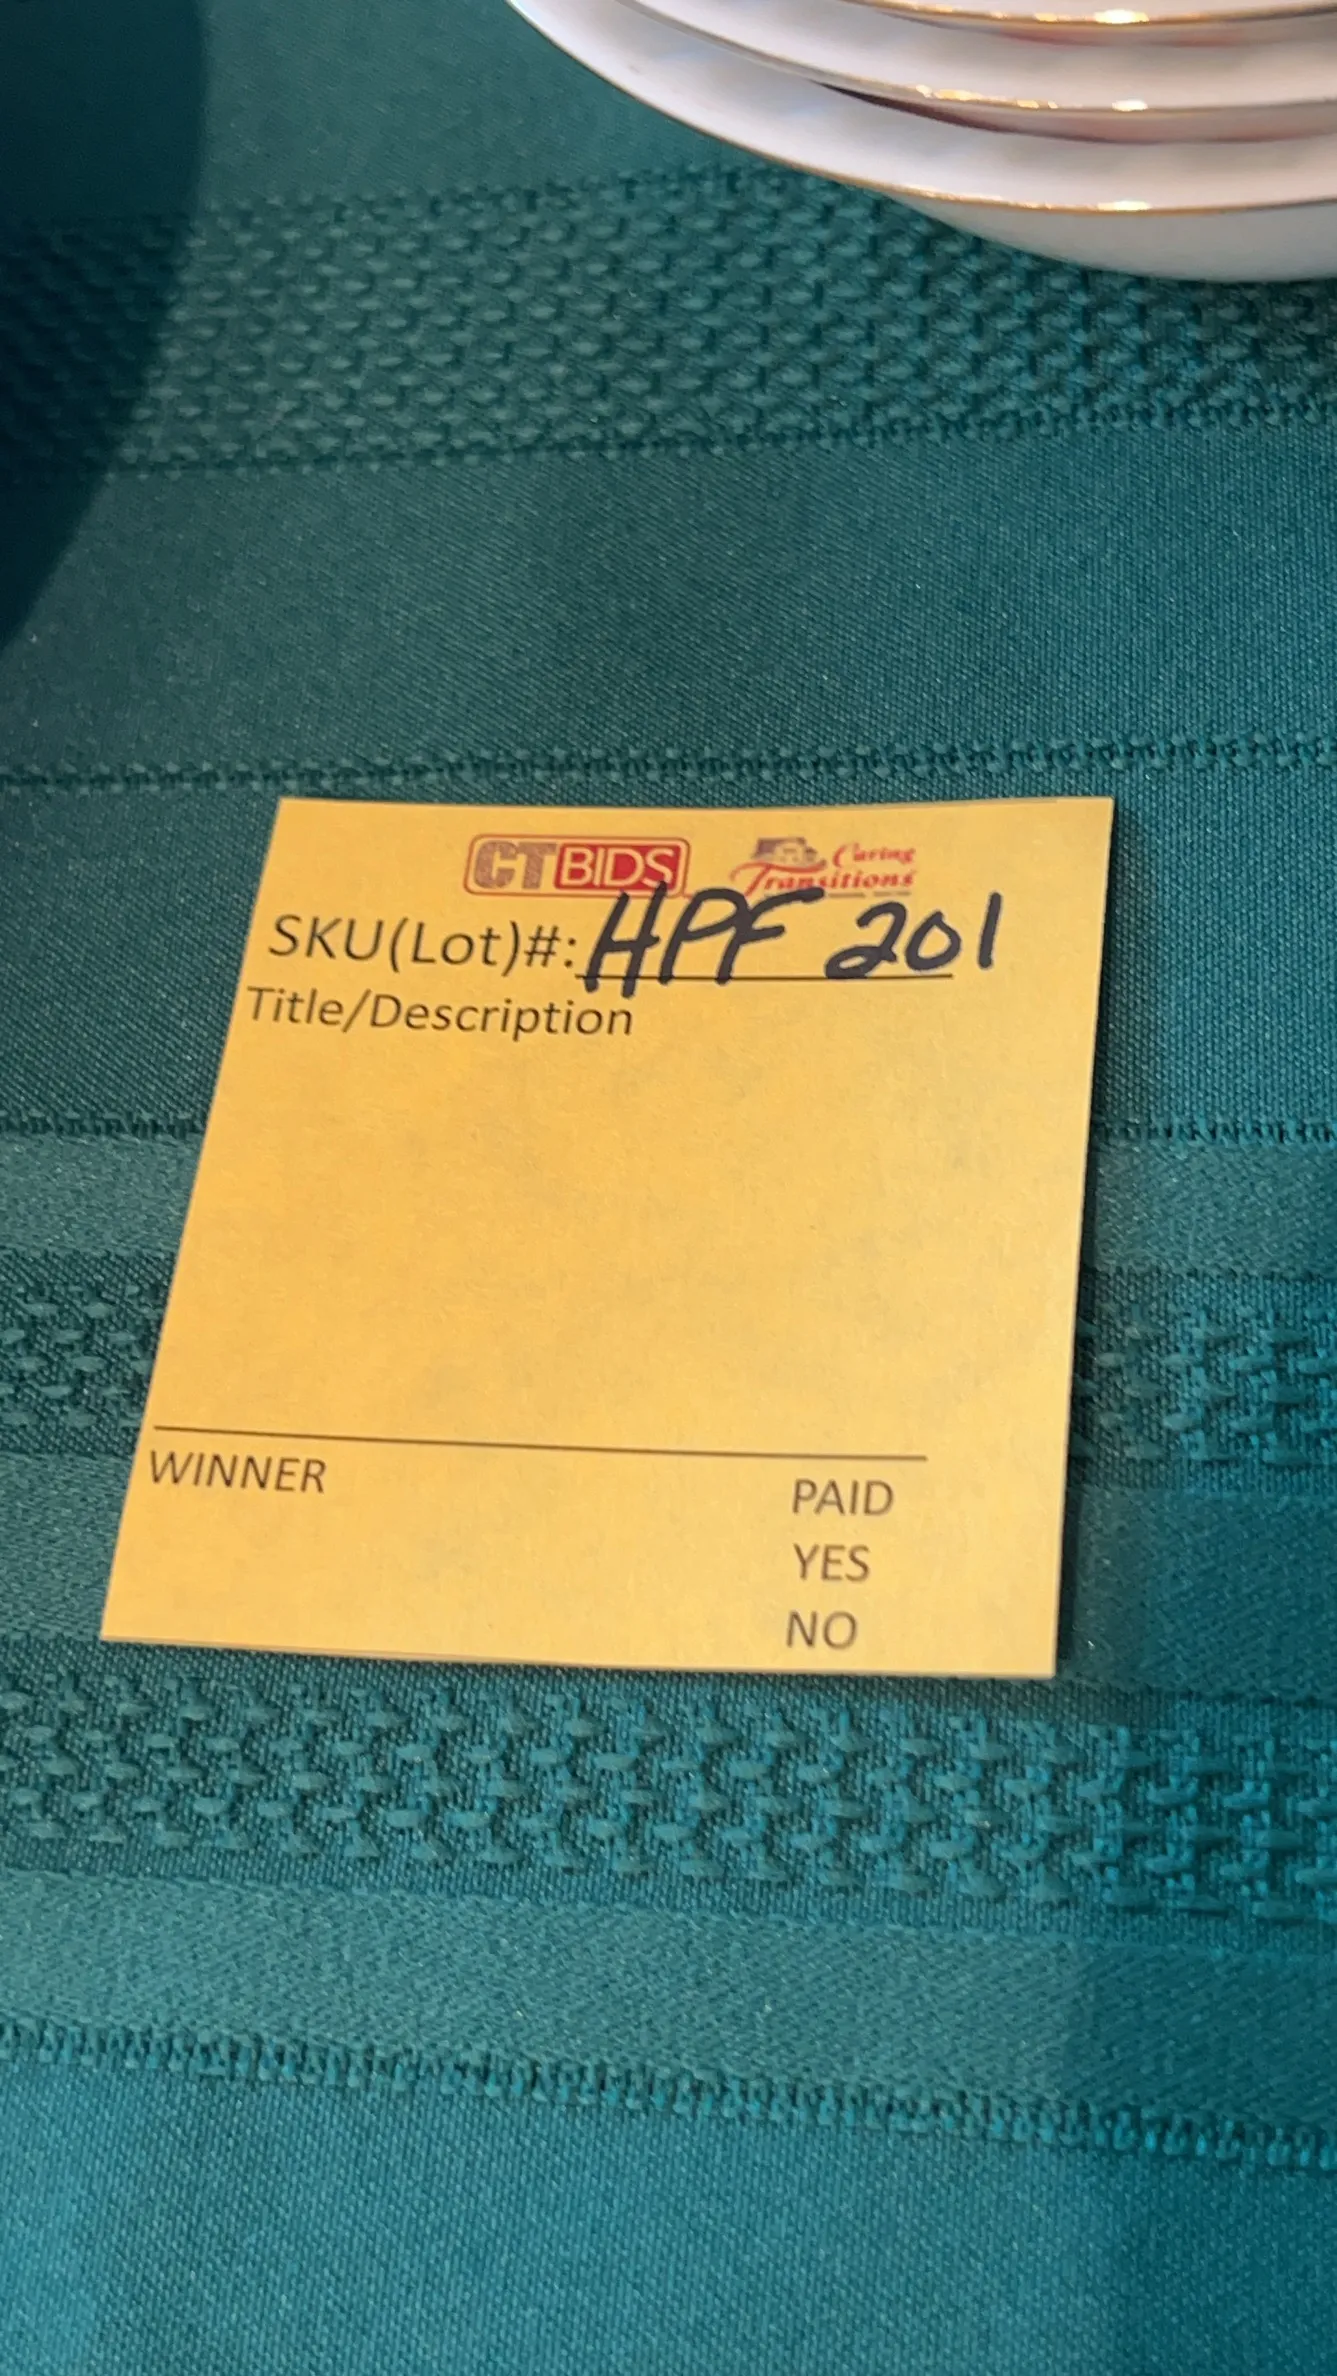 CTBIDS Caring Transitions
SKU(Lot)#: HPF 201
Title/Description
WINNER
PAID
YES
NO